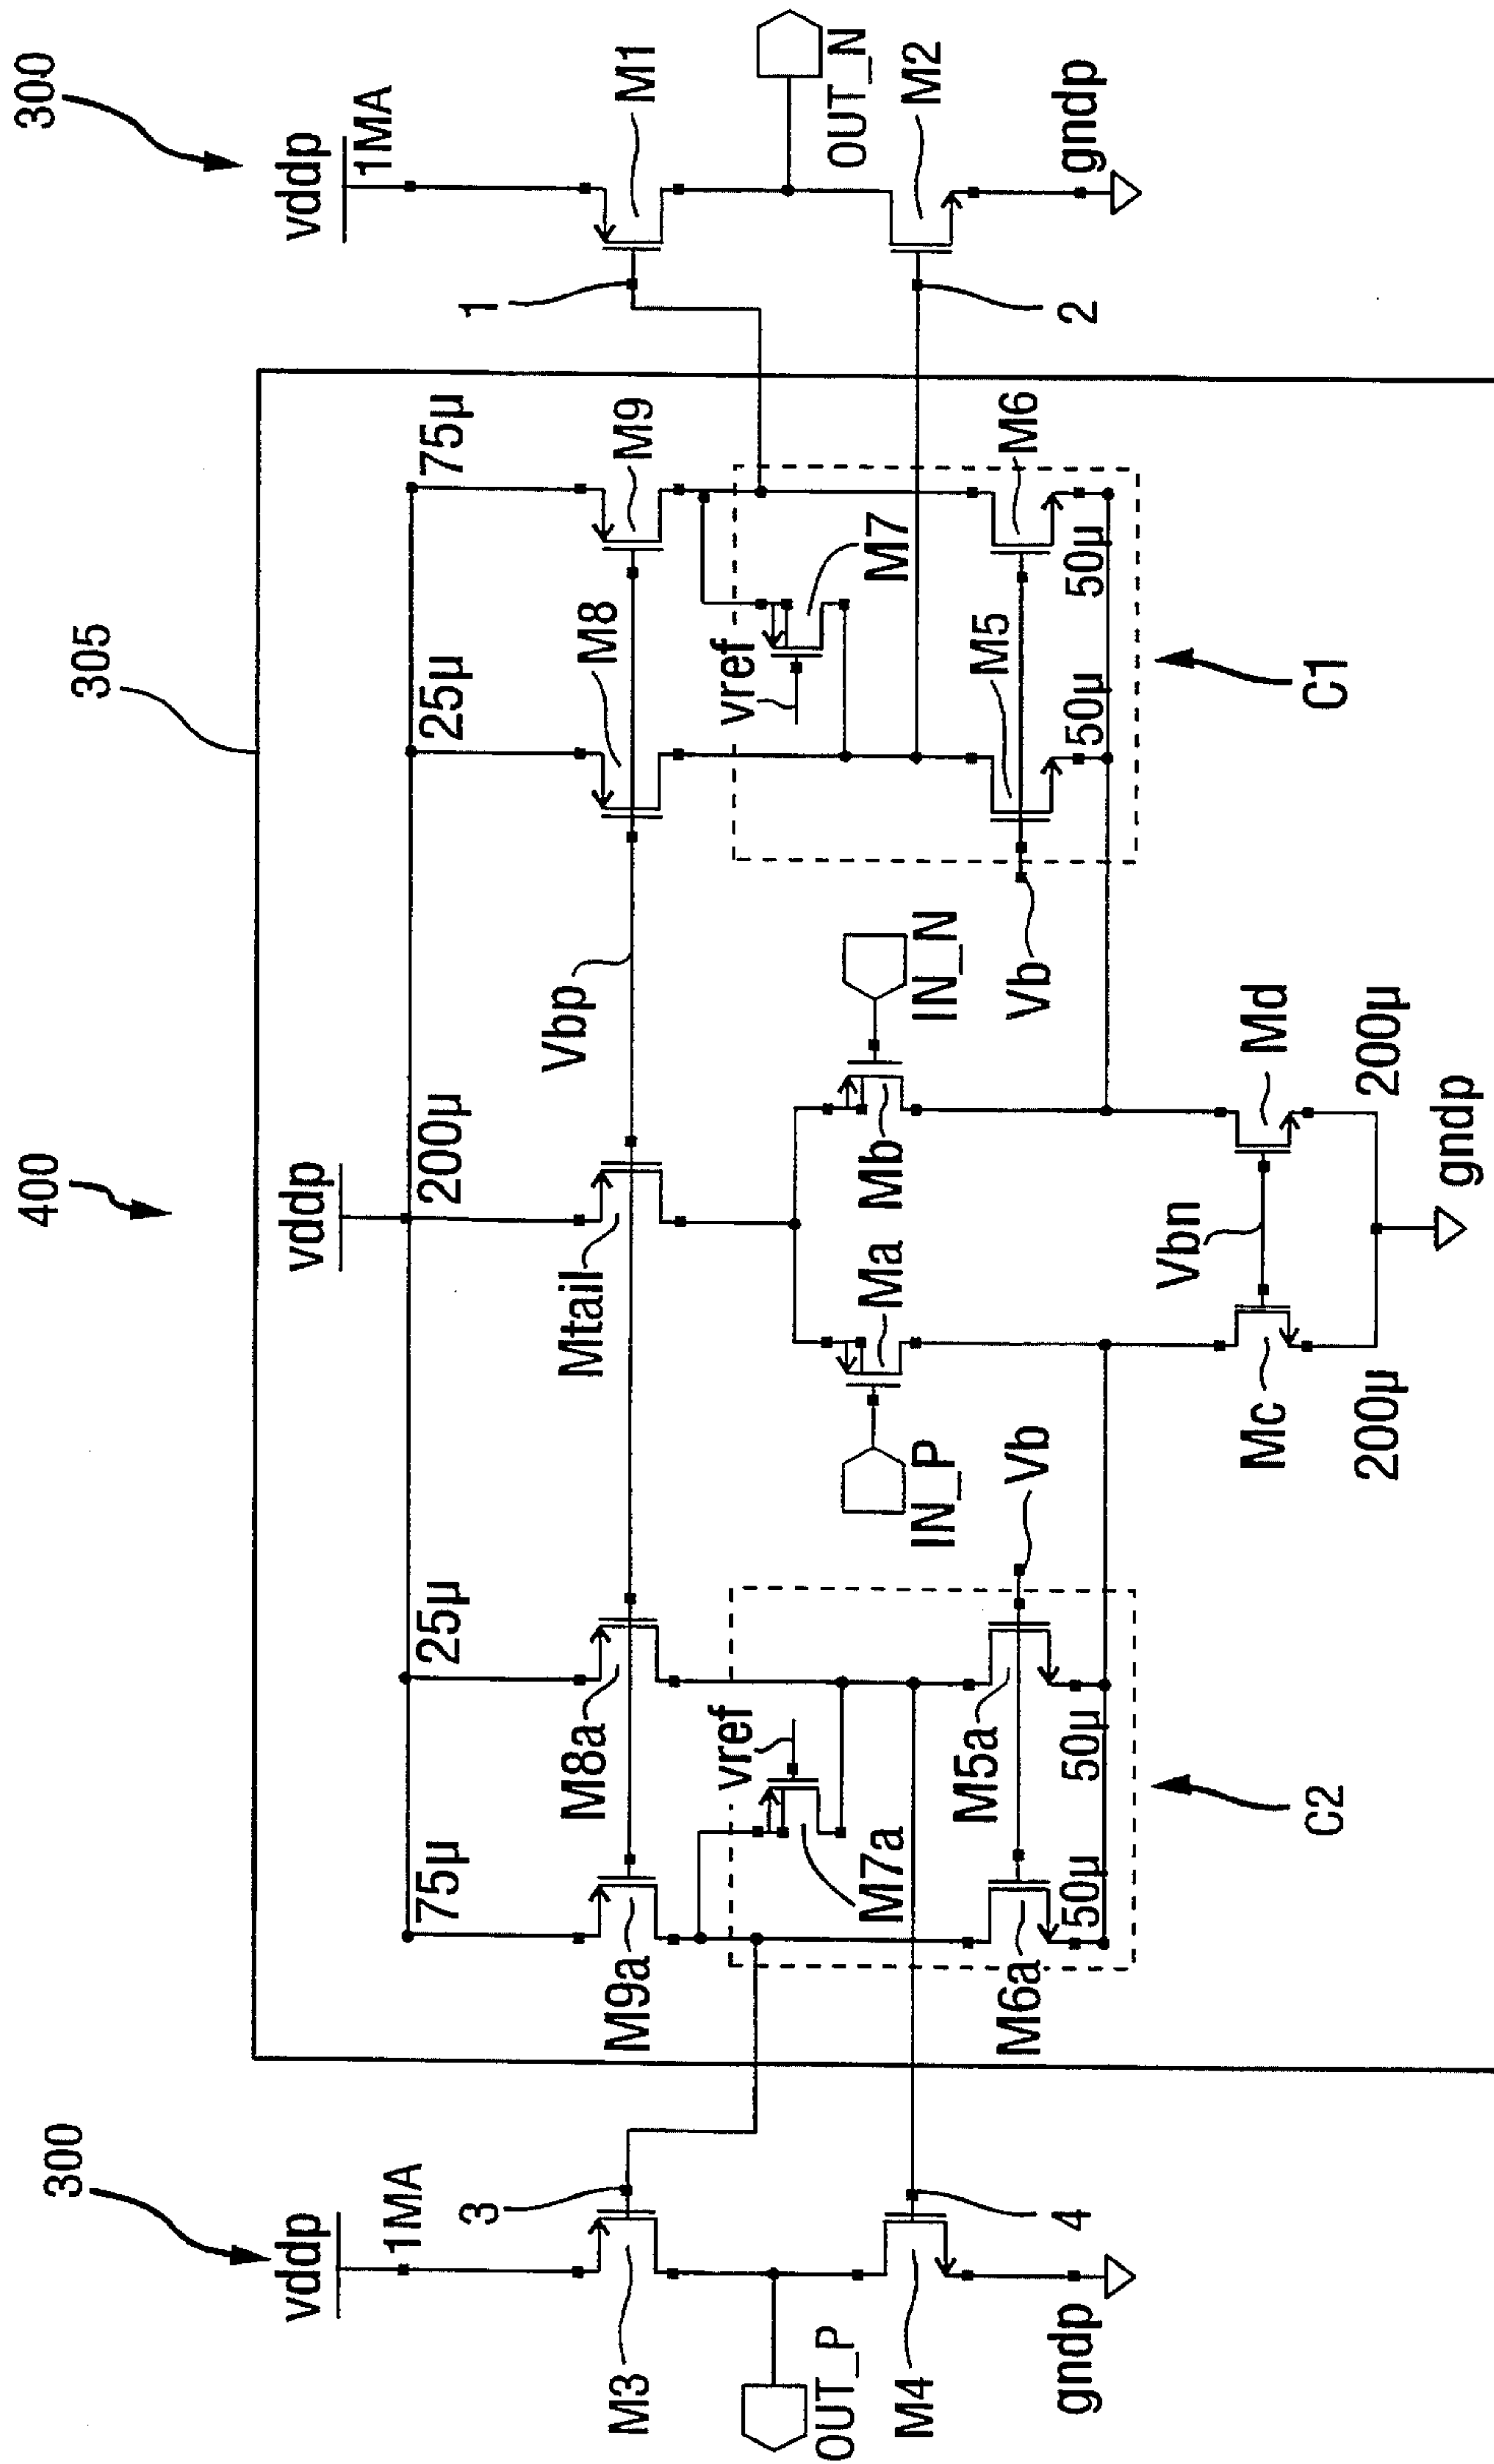 400
300
305
300
vddp
1MA
M3
3
OUT_P
M4
4
gndp
vddp
75µ
25µ
200µ
25µ
75µ
M9a
M8a
Mtail
Vbp
M8
M9
vref
M7a
vref
M7
IN_P
Ma
Mb
IN_N
M6a
M5a
Vb
Vb
M5
M6
50µ
50µ
50µ
50µ
C2
C1
Mc
Vbn
Md
200µ
200µ
gndp
vddp
1MA
M1
1
OUT_N
M2
2
gndp